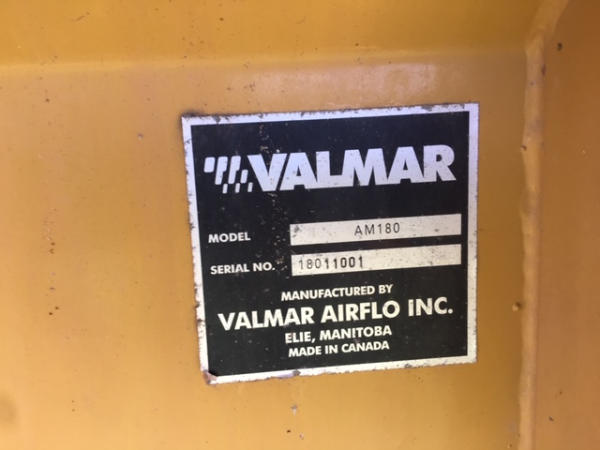 VALMAR
MODEL AM180
SERIAL NO. 18011001
MANUFACTURED BY
VALMAR AIRFLO INC.
ELIE, MANITOBA
MADE IN CANADA